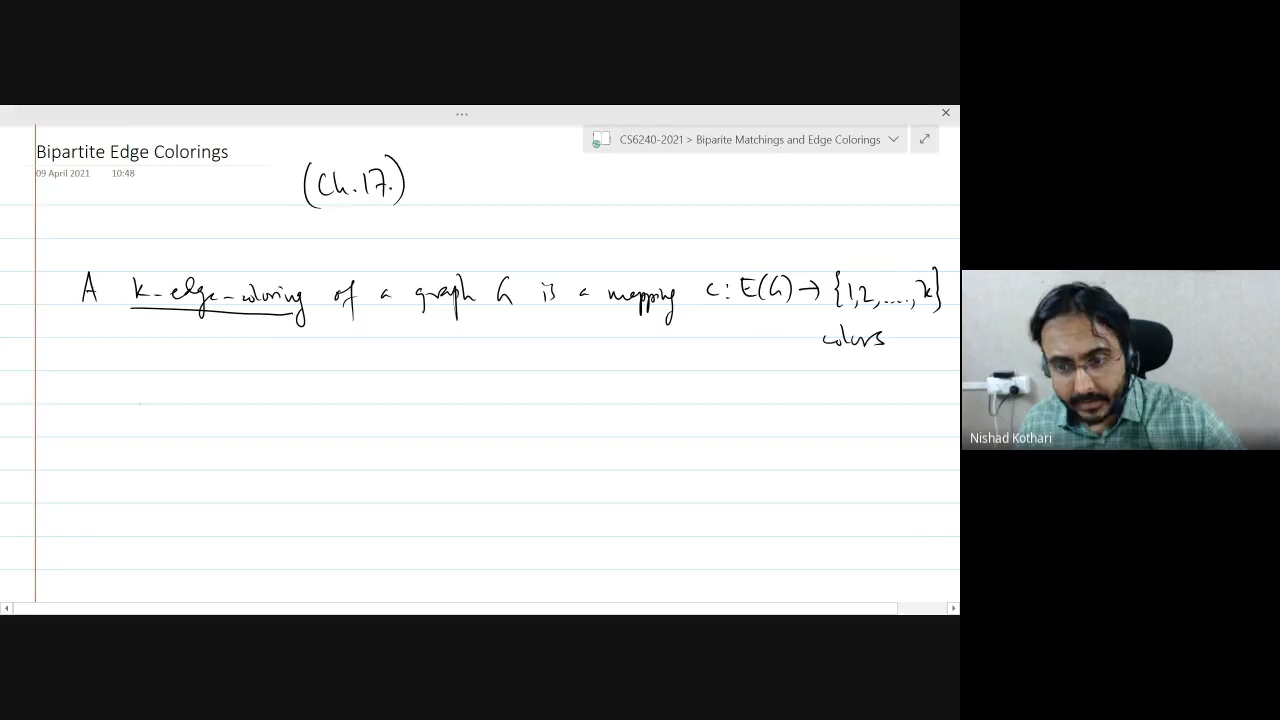 CS6240-2021 > Biparite Matchings and Edge Colorings
Bipartite Edge Colorings
09 April 2021 10:48
(Ch.17.)
A k-edge-coloring of a graph G is a mapping c: E(G) → {1,2,....,k}
colors
Nishad Kothari